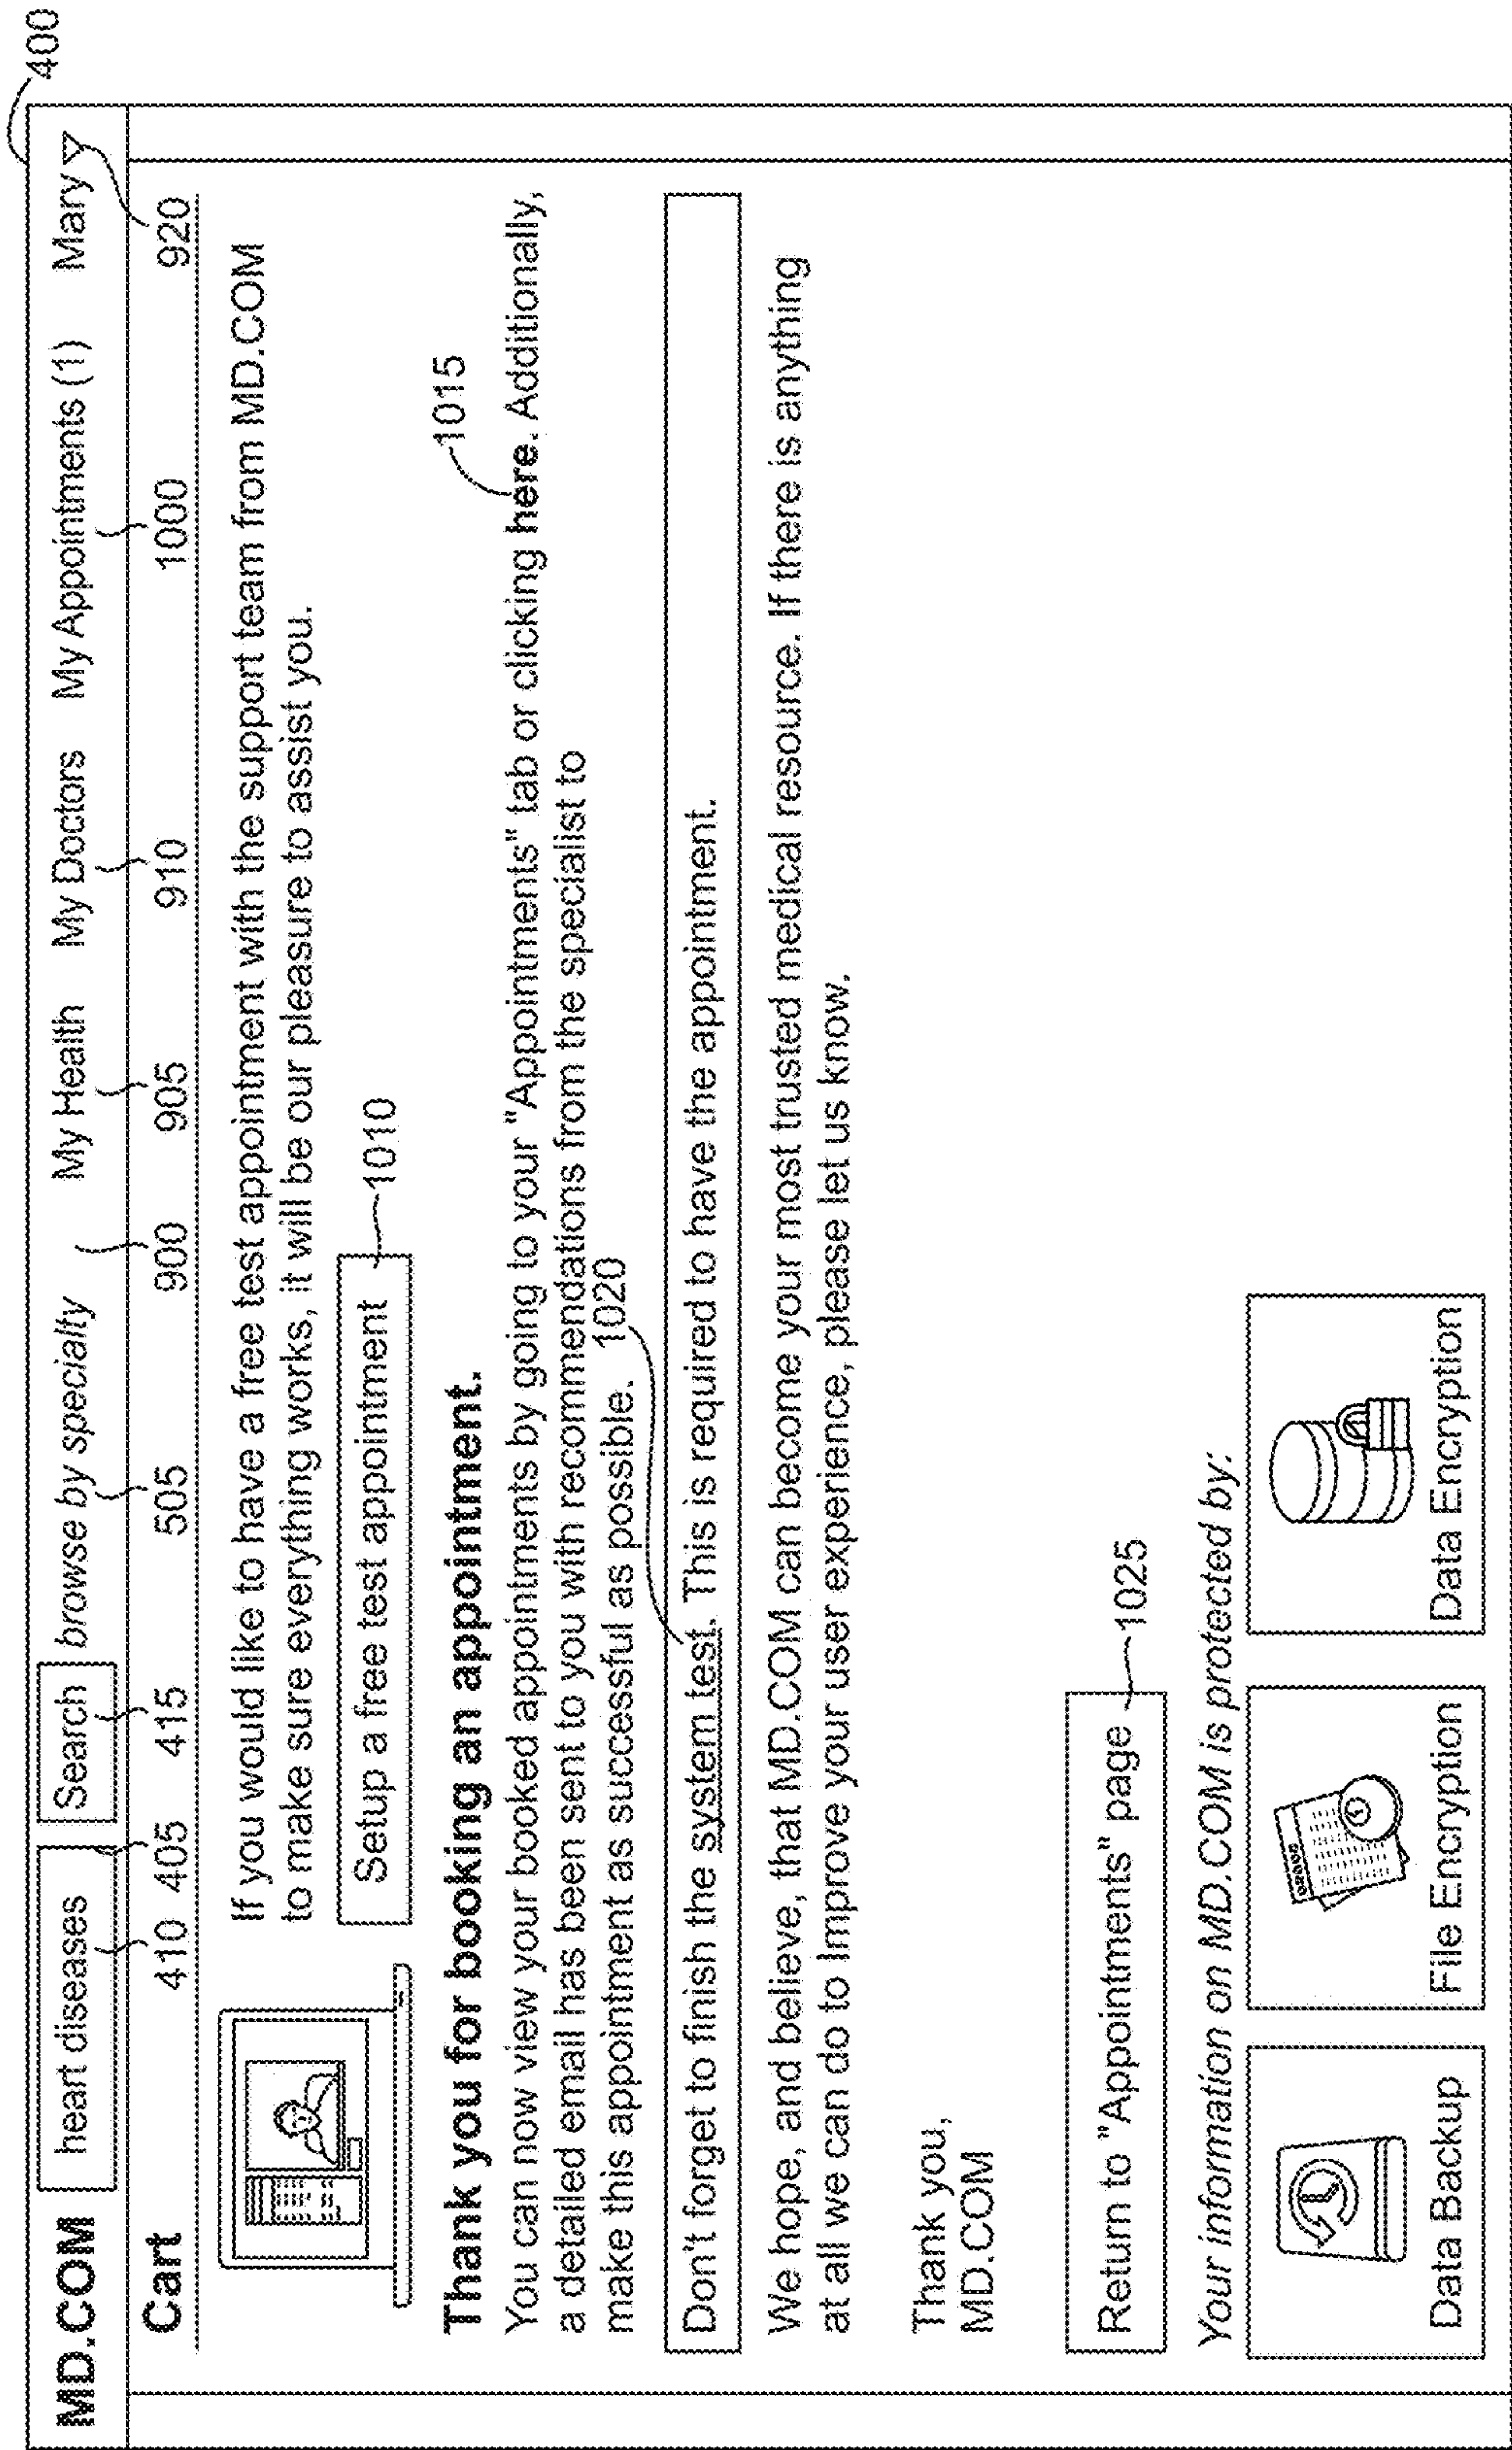 400
MD.COM heart diseases Search browse by specialty My Health My Doctors My Appointments (1) Mary
Cart 410 405 415 505 900 905 910 1000 920
If you would like to have a free test appointment with the support team from MD.COM
to make sure everything works, it will be our pleasure to assist you.
Setup a free test appointment 1010
Thank you for booking an appointment. 1015
You can now view your booked appointments by going to your "Appointments" tab or clicking here. Additionally,
a detailed email has been sent to you with recommendations from the specialist to
make this appointment as successful as possible. 1020
Don't forget to finish the system test. This is required to have the appointment.
We hope, and believe, that MD.COM can become your most trusted medical resource. If there is anything
at all we can do to improve your user experience, please let us know.
Thank you,
MD.COM
Return to "Appointments" page 1025
Your information on MD.COM is protected by:
Data Backup File Encryption Data Encryption